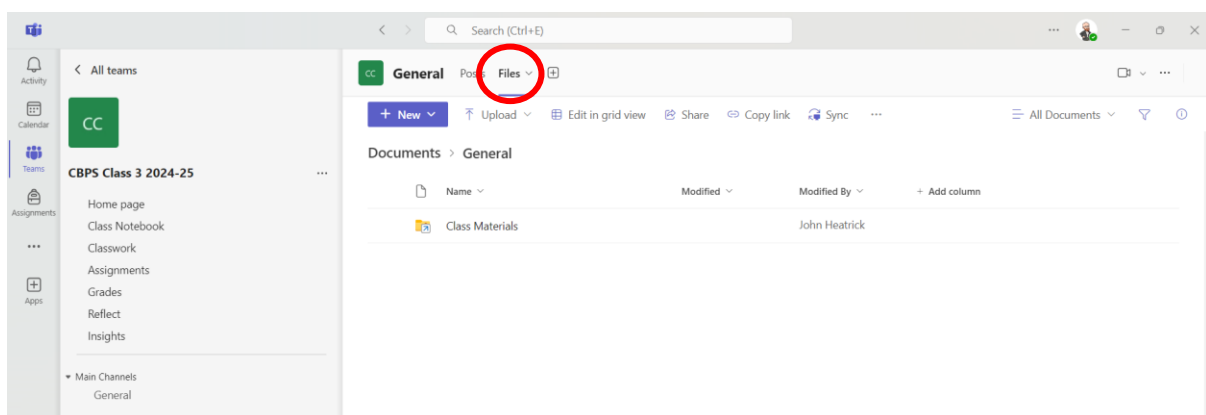 Search (Ctrl+E)
Activity
Calendar
Teams
Assignments
Apps
All teams
CC
CBPS Class 3 2024-25
Home page
Class Notebook
Classwork
Assignments
Grades
Reflect
Insights
Main Channels
General
CC General Posts Files
New Upload Edit in grid view Share Copy link Sync All Documents
Documents > General
Name Modified Modified By + Add column
Class Materials John Heatrick